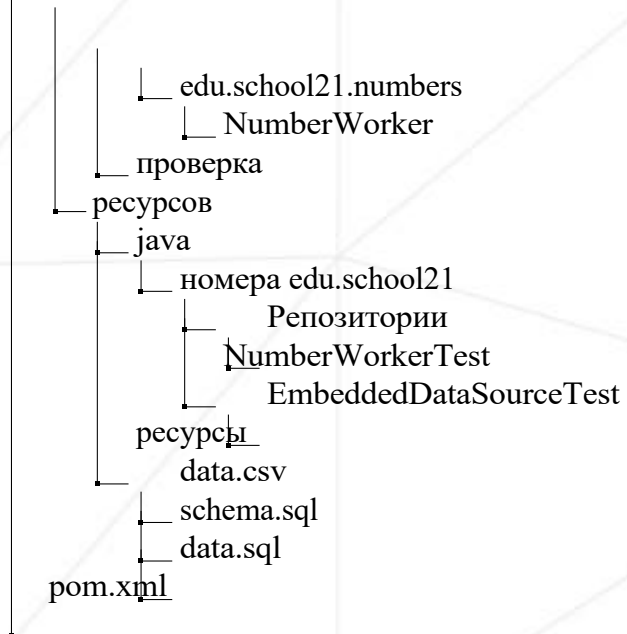 edu.school21.numbers
NumberWorker
проверка
ресурсов
java
номера edu.school21
Репозитории
NumberWorkerTest
EmbeddedDataSourceTest
ресурсы
data.csv
schema.sql
data.sql
pom.xml